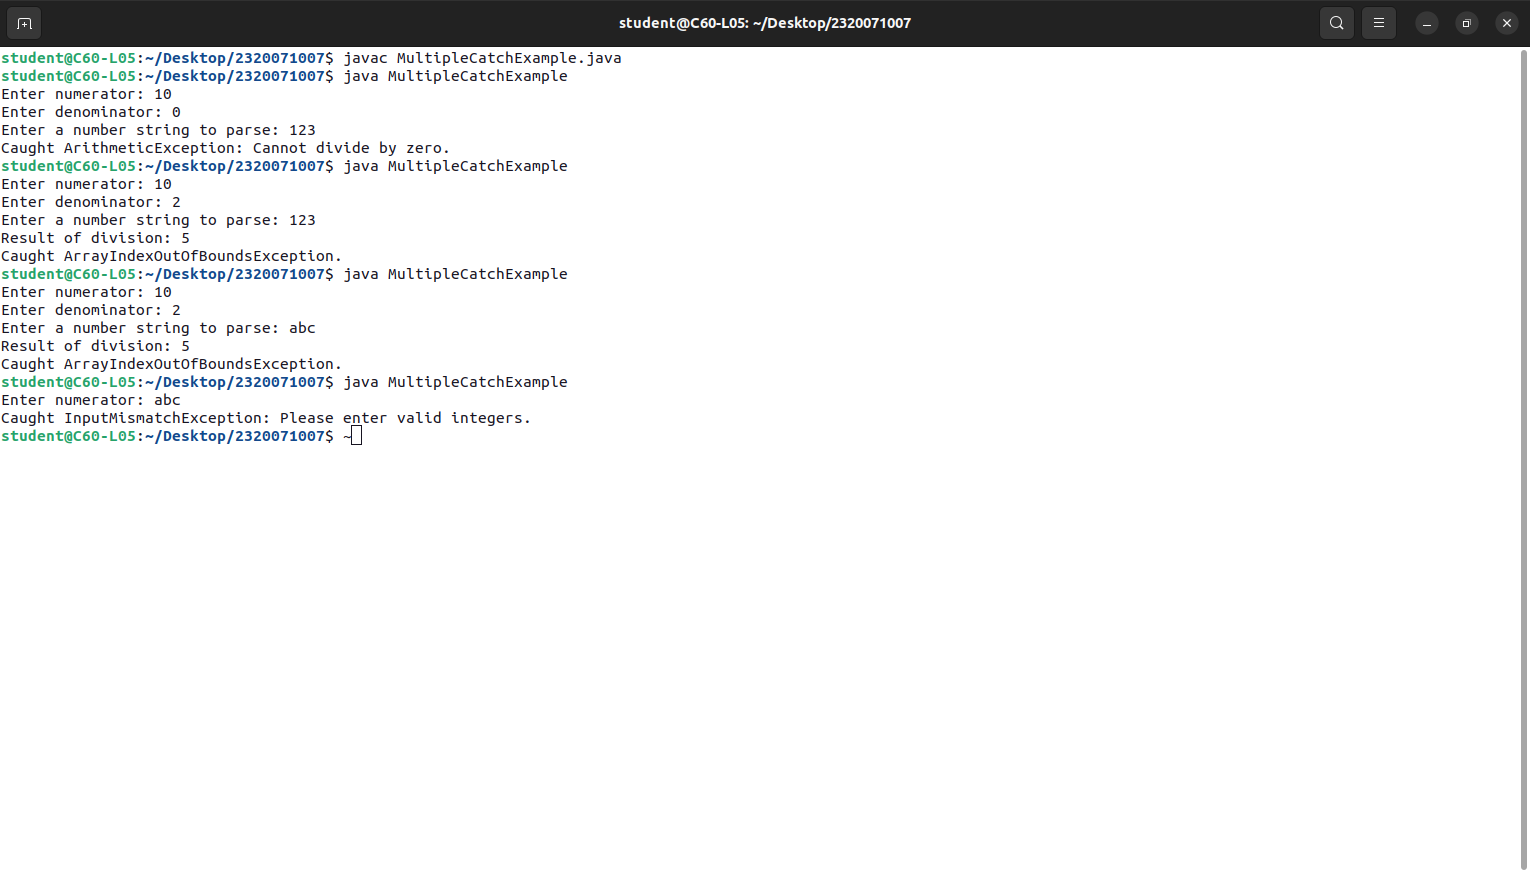 student@C60-L05: ~/Desktop/2320071007
student@C60-L05:~/Desktop/2320071007$ javac MultipleCatchExample.java
student@C60-L05:~/Desktop/2320071007$ java MultipleCatchExample
Enter numerator: 10
Enter denominator: 0
Enter a number string to parse: 123
Caught ArithmeticException: Cannot divide by zero.
student@C60-L05:~/Desktop/2320071007$ java MultipleCatchExample
Enter numerator: 10
Enter denominator: 2
Enter a number string to parse: 123
Result of division: 5
Caught ArrayIndexOutOfBoundsException.
student@C60-L05:~/Desktop/2320071007$ java MultipleCatchExample
Enter numerator: 10
Enter denominator: 2
Enter a number string to parse: abc
Result of division: 5
Caught ArrayIndexOutOfBoundsException.
student@C60-L05:~/Desktop/2320071007$ java MultipleCatchExample
Enter numerator: abc
Caught InputMismatchException: Please enter valid integers.
student@C60-L05:~/Desktop/2320071007$ ~